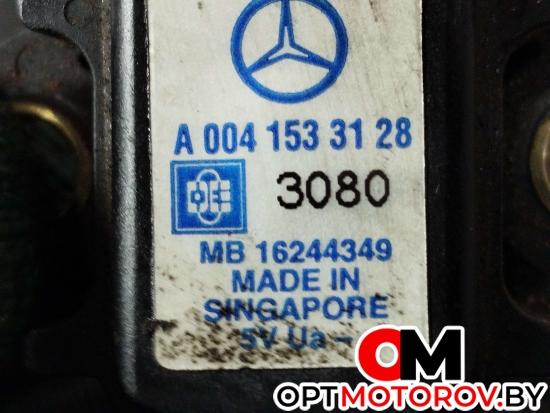 A 004 153 31 28
3080
MB 16244349
MADE IN
SINGAPORE
5V Ua
OM
OPTMOTOROV.BY